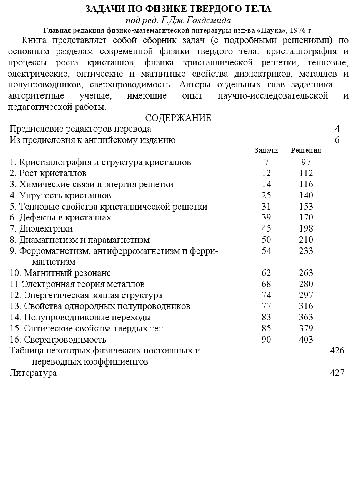 ЗАДАЧИ ПО ФИЗИКЕ ТВЕРДОГО ТЕЛА
под ред. Г.Дж. Голдсмида
Главная редакция физико-математической литературы изд-ва «Наука», 1976 г.
Книга представляет собой сборник задач (с подробными решениями) по
основным разделам современной физики твердого тела: кристаллография и
процессы роста кристаллов, физика кристаллической решетки, тепловые,
электрические, оптические и магнитные свойства диэлектриков, металлов и
полупроводников, сверхпроводимость. Авторы отдельных глав задачника –
авторитетные ученые, имеющие опыт научно-исследовательской и
педагогической работы.
СОДЕРЖАНИЕ
Предисловие редакторов перевода 4
Из предисловия к английскому изданию 6
Задачи Решения
1. Кристаллография и структура кристаллов 7 97
2. Рост кристаллов 12 112
3. Химические связи и энергия решетки 14 116
4. Упругость кристаллов 25 140
5. Тепловые свойства кристаллической решетки 31 153
6. Дефекты в кристаллах 39 170
7. Диэлектрики 45 198
8. Диамагнетизм и парамагнетизм 50 210
9. Ферромагнетизм, антиферромагнетизм и ферри- 54 233
магнетизм
10. Магнитный резонанс 62 263
11 Электронная теория металлов 68 280
12. Энергетическая зонная структура 74 297
13. Свойства однородных полупроводников 77 316
14. Полупроводниковые переходы 83 363
15. Оптические свойства твердых тел 85 379
16. Сверхпроводимость 90 403
Таблица некоторых физических постоянных и 426
переводных коэффициентов
Литература 427